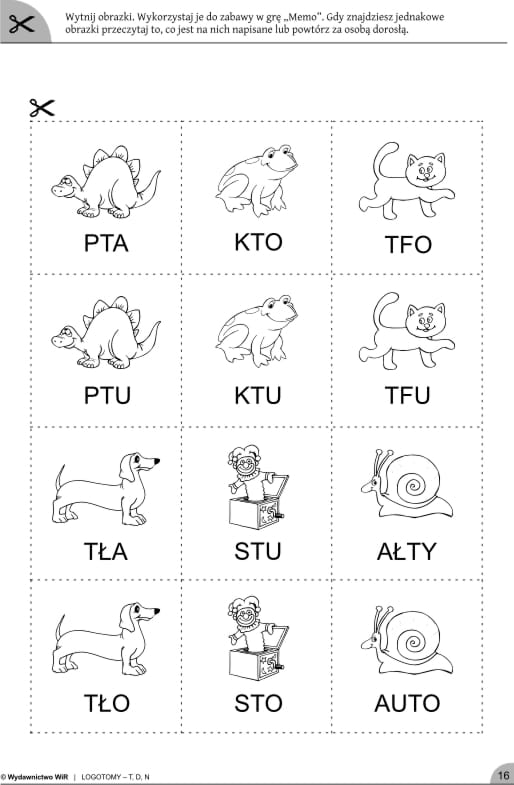 Wytnij obrazki. Wykorzystaj je do zabawy w grę „Memo”. Gdy znajdziesz jednakowe
obrazki przeczytaj to, co jest na nich napisane lub powtórz za osobą dorosłą.
PTA KTO TFO
PTU KTU TFU
TŁA STU AŁTY
TŁO STO AUTO
© Wydawnictwo WiR | LOGOTOMY – T, D, N 16